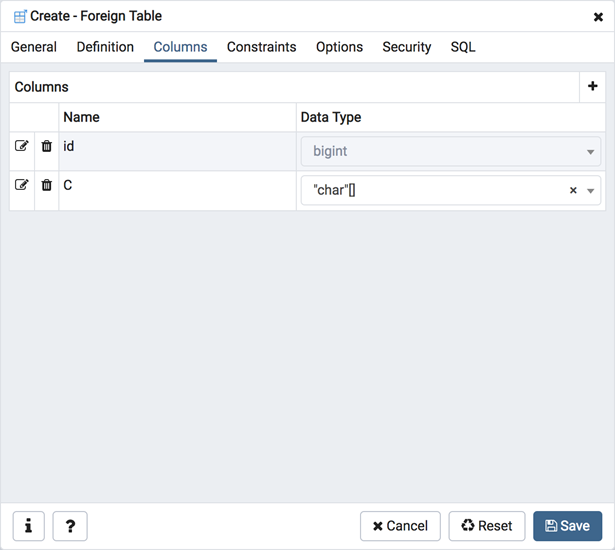 Create - Foreign Table
General Definition Columns Constraints Options Security SQL
Columns
Name Data Type
id bigint
C "char"[]
Cancel Reset Save